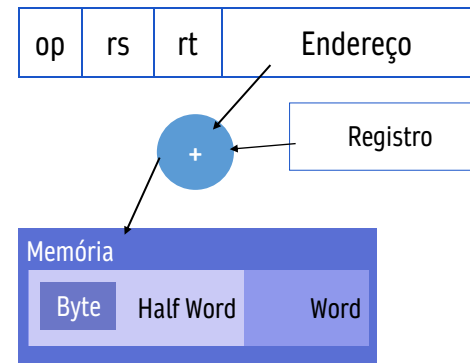 op rs rt Endereço
+ Registro
Memória
Byte Half Word Word